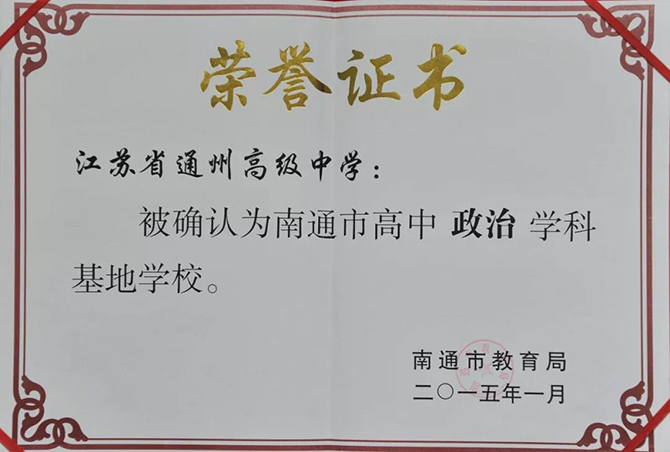 荣誉证书
江苏省通州高级中学：
被确认为南通市高中 政治 学科
基地学校。
南通市教育局
二〇一五年一月